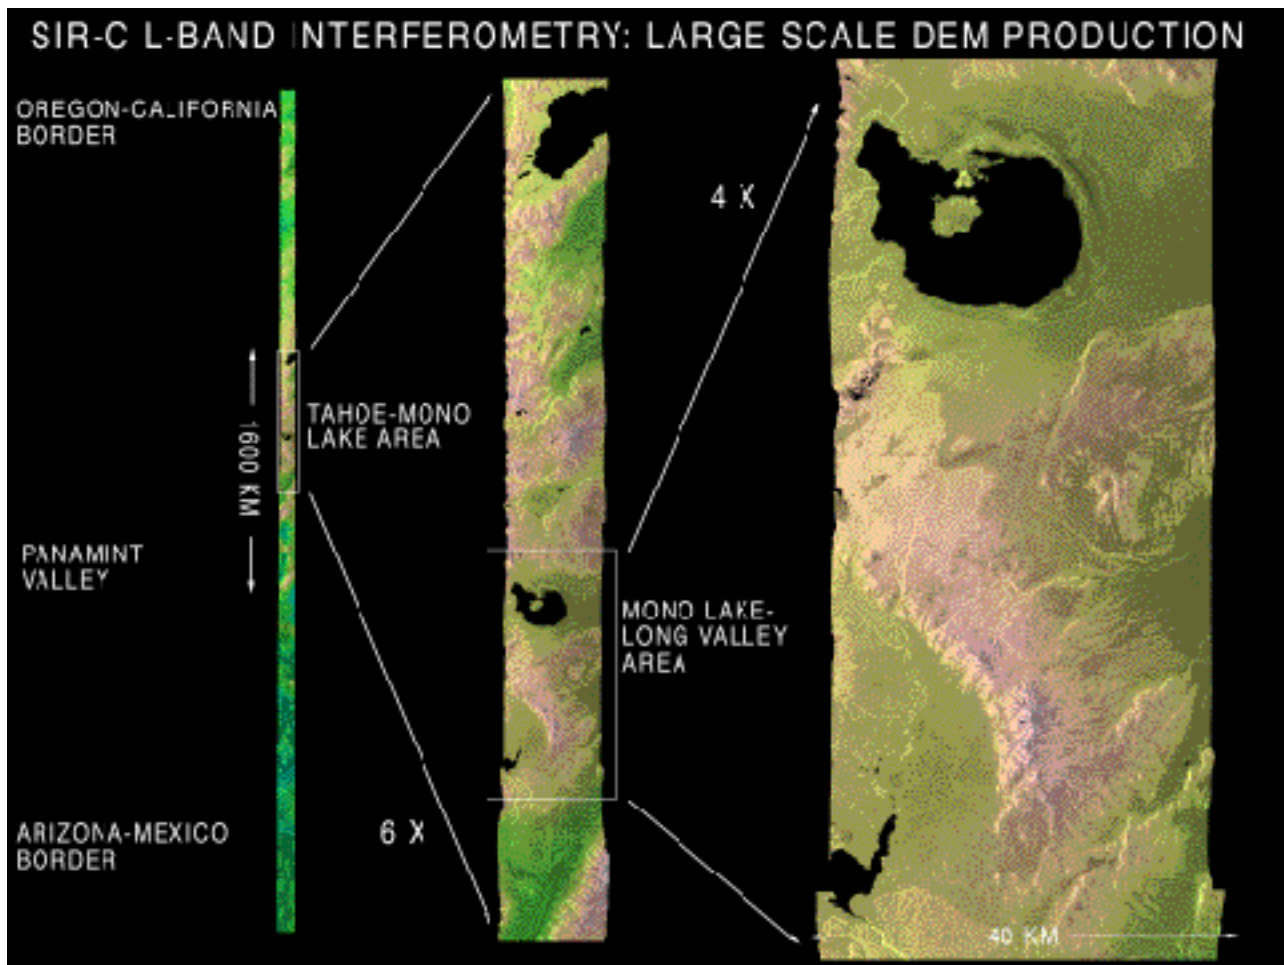 SIR-C L-BAND INTERFEROMETRY: LARGE SCALE DEM PRODUCTION
OREGON-CALIFORNIA
BORDER
4 X
1600 KM
TAHOE-MONO
LAKE AREA
PANAMINT
VALLEY
MONO LAKE-
LONG VALLEY
AREA
6 X
ARIZONA-MEXICO
BORDER
40 KM